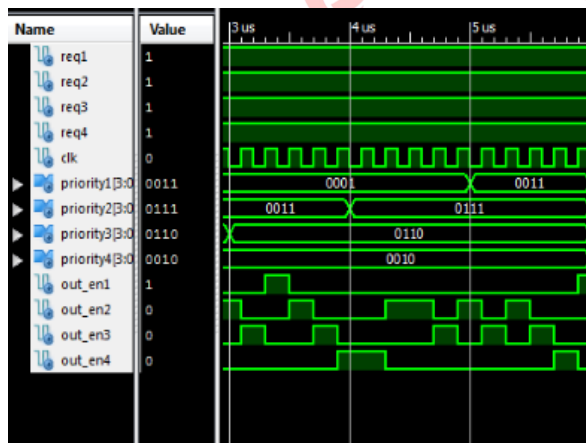 Name Value 3 us 4 us 5 us
req1 1
req2 1
req3 1
req4 1
clk 0
priority1[3:0 0011 0001 0011
priority2[3:0 0111 0011 0111
priority3[3:0 0110 0110
priority4[3:0 0010 0010
out_en1 1
out_en2 0
out_en3 0
out_en4 0